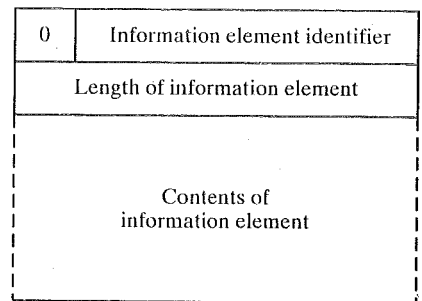 0 Information element identifier
Length of information element
Contents of
information element